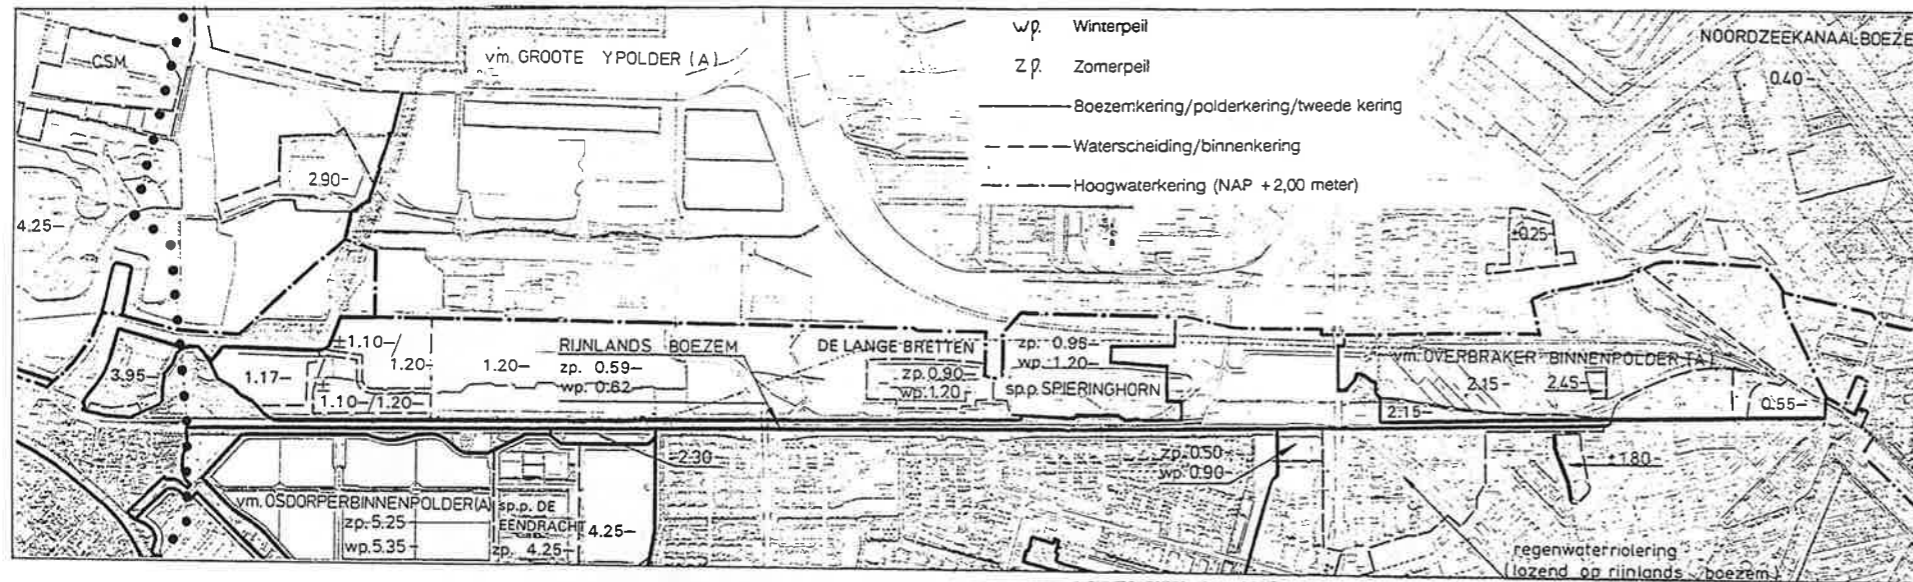 wp. Winterpeil
NOORDZEEKANAALBOEZE
vm. GROOTE YPOLDER (A)
CSM
zp. Zomerpeil
0.40-
Boezemkering/polderkering/tweede kering
Waterscheiding/binnenkering
2.90-
Hoogwaterkering (NAP +2,00 meter)
4.25-
±0.25
±1.10-/
1.20-
1.20-
RIJNLANDS BOEZEM
zp. 0.59-
wp. 0.62-
DE LANGE BRETTEN
zp. 0.90-
wp. 1.20-
zp. 0.95-
wp. 1.20-
sp.p. SPIERINGHORN
vm. OVERBRAKER BINNENPOLDER (A)
3.95-
1.17-
±
1.10-/1.20-
2.15-
2.45-
2.15-
0.55-
2.30-
zp. 0.50-
wp. 0.90-
±1.80-
vm. OSDORPERBINNENPOLDER(A)
zp. 5.25-
wp. 5.35-
sp.p. DE
EENDRACHT
zp. 4.25-
4.25-
regenwaterriolering
(lozend op rijnlands boezem)